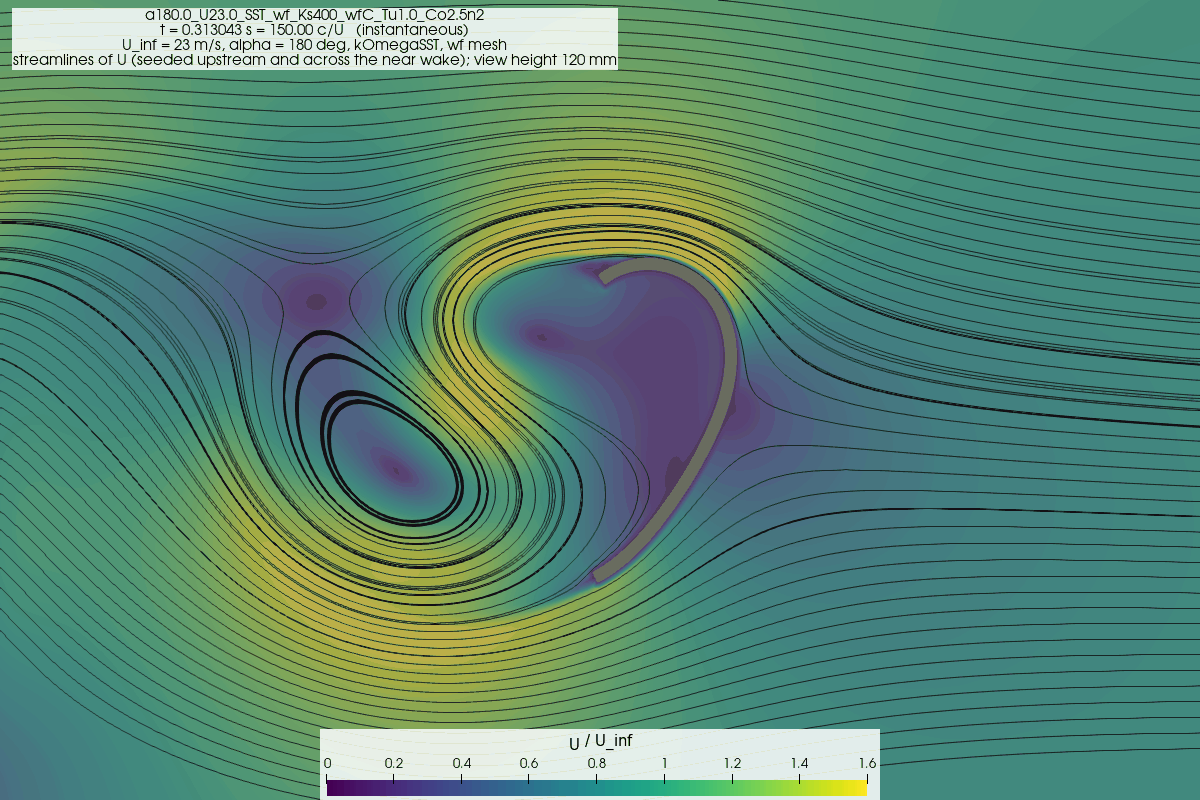 a180.0_U23.0_SST_wf_Ks400_wfC_Tu1.0_Co2.5n2
t = 0.313043 s = 150.00 c/U (instantaneous)
U_inf = 23 m/s, alpha = 180 deg, kOmegaSST, wf mesh
streamlines of U (seeded upstream and across the near wake); view height 120 mm
U / U_inf
0 0.2 0.4 0.6 0.8 1 1.2 1.4 1.6